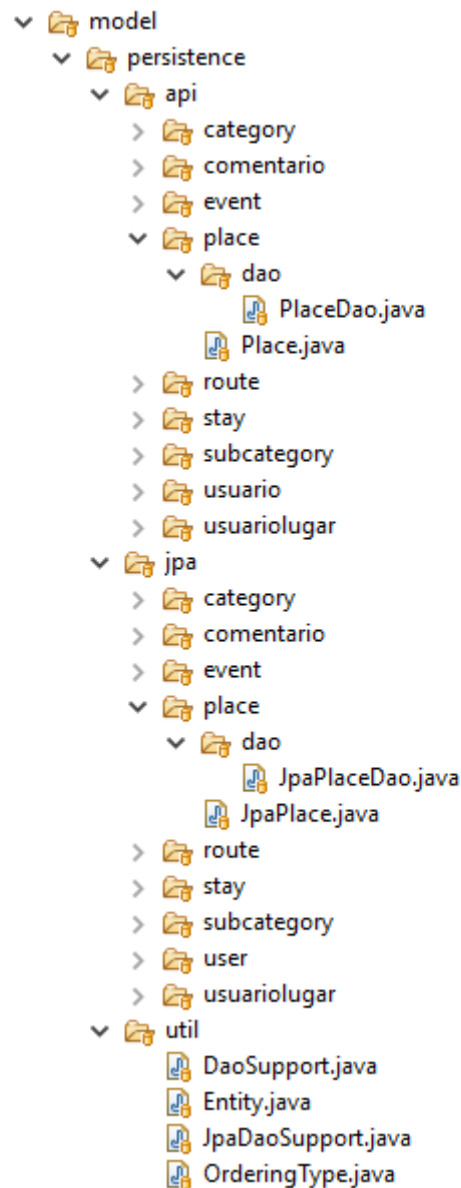 model
persistence
api
category
comentario
event
place
dao
PlaceDao.java
Place.java
route
stay
subcategory
usuario
usuariolugar
jpa
category
comentario
event
place
dao
JpaPlaceDao.java
JpaPlace.java
route
stay
subcategory
user
usuariolugar
util
DaoSupport.java
Entity.java
JpaDaoSupport.java
OrderingType.java